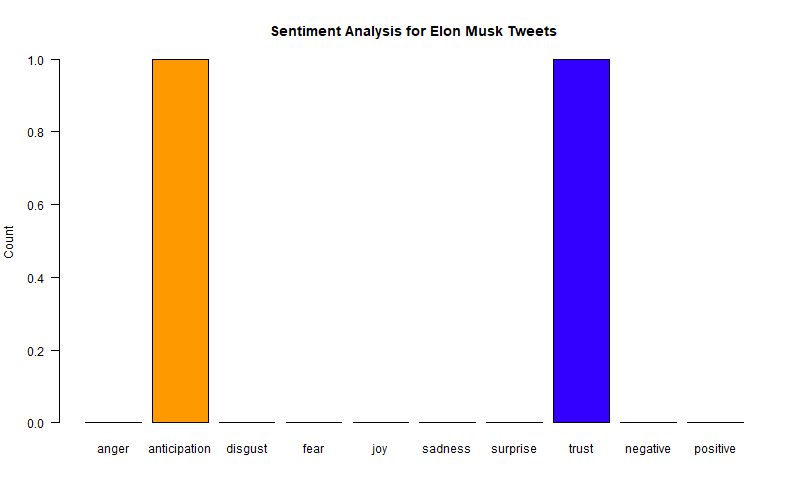 Sentiment Analysis for Elon Musk Tweets
Count
1.0
0.8
0.6
0.4
0.2
0.0
anger anticipation disgust fear joy sadness surprise trust negative positive